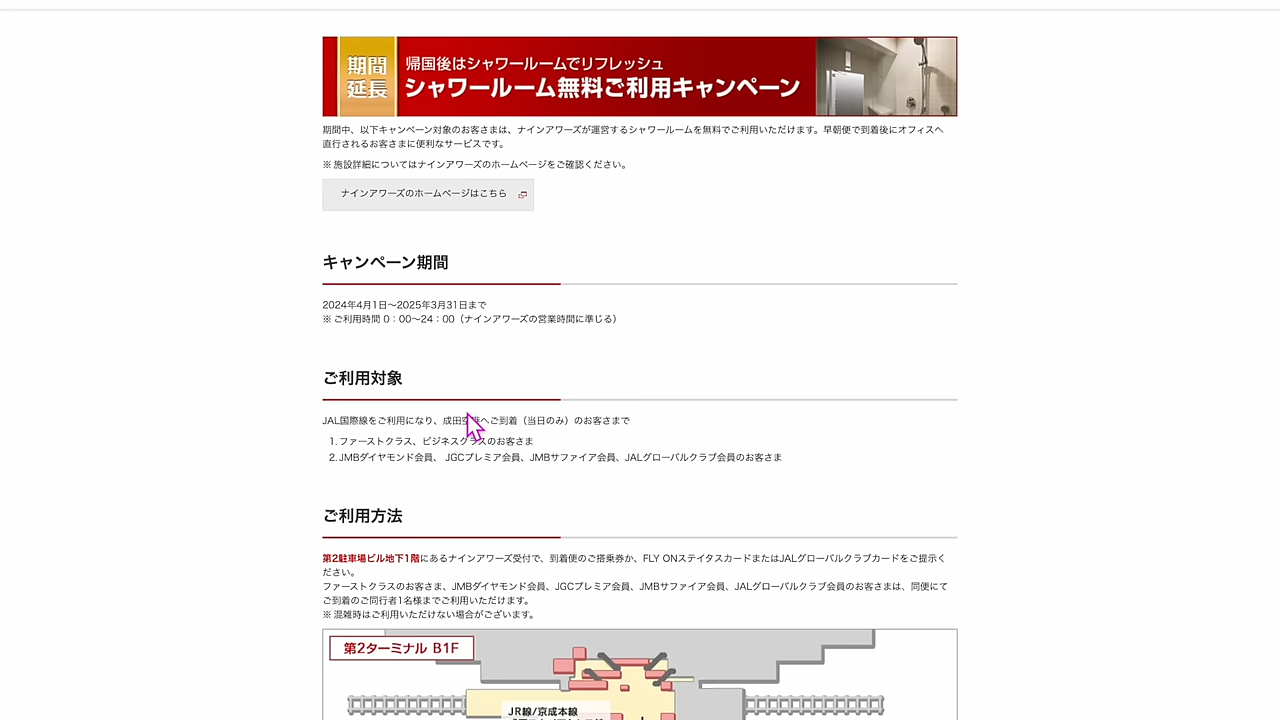 期間
延長
帰国後はシャワールームでリフレッシュ
シャワールーム無料ご利用キャンペーン
期間中、以下キャンペーン対象のお客さまは、ナインアワーズが運営するシャワールームを無料でご利用いただけます。早朝便で到着後にオフィスへ
直行されるお客さまに便利なサービスです。
※ 施設詳細についてはナインアワーズのホームページをご確認ください。
ナインアワーズのホームページはこちら
キャンペーン期間
2024年4月1日～2025年3月31日まで
※ ご利用時間 0：00～24：00（ナインアワーズの営業時間に準じる）
ご利用対象
JAL国際線をご利用になり、成田空港へご到着（当日のみ）のお客さまで
1. ファーストクラス、ビジネスクラスのお客さま
2. JMBダイヤモンド会員、 JGCプレミア会員、JMBサファイア会員、JALグローバルクラブ会員のお客さま
ご利用方法
第2駐車場ビル地下1階にあるナインアワーズ受付で、到着便のご搭乗券か、FLY ONステイタスカードまたはJALグローバルクラブカードをご提示く
ださい。
ファーストクラスのお客さま、JMBダイヤモンド会員、JGCプレミア会員、JMBサファイア会員、JALグローバルクラブ会員のお客さまは、同便にて
ご到着のご同行者1名様までご利用いただけます。
※ 混雑時はご利用いただけない場合がございます。
第2ターミナル B1F
JR線/京成本線